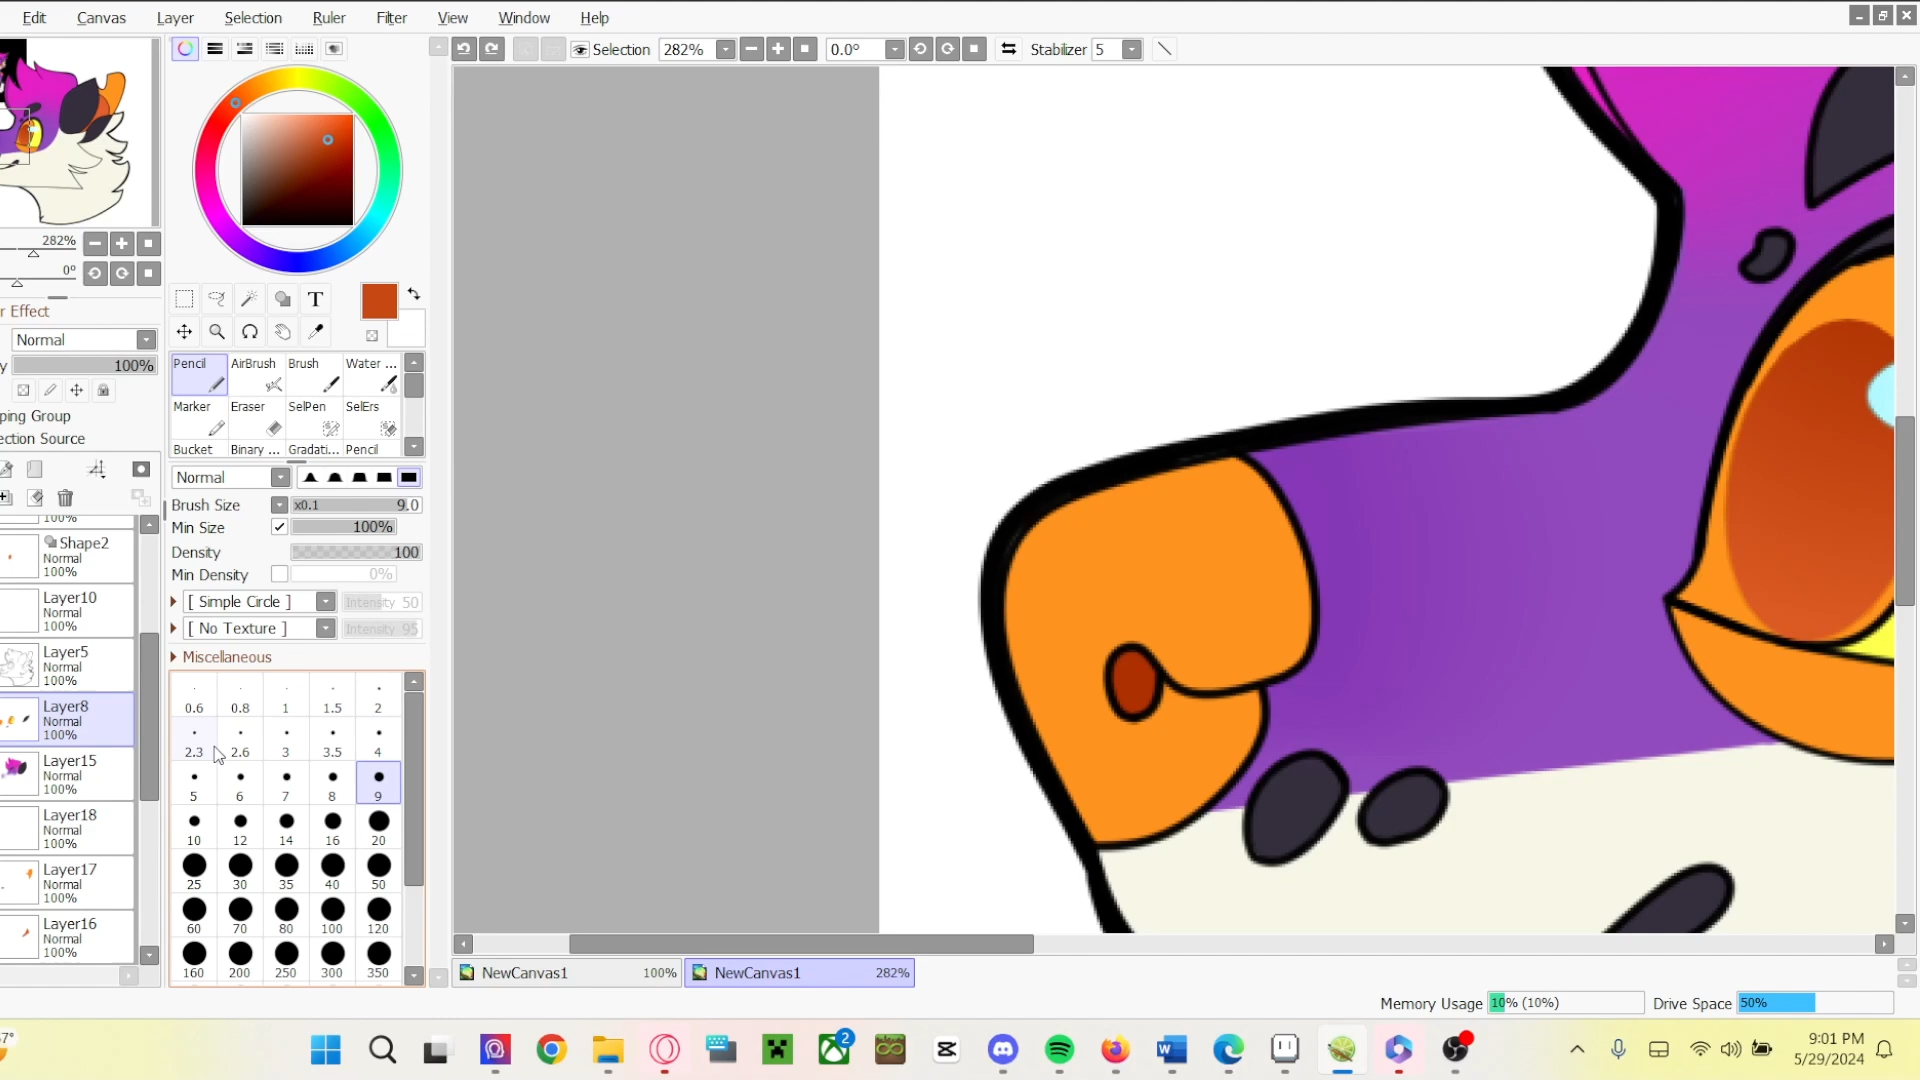 Edit Canvas Layer Selection Ruler Filter View Window Help
Selection 282% 0.0° Stabilizer 5
282%
0°
r Effect
Normal
y 100%
ping Group
ection Source
100%
Shape2
Normal
100%
Layer10
Normal
100%
Layer5
Normal
100%
Layer8
Normal
100%
Layer15
Normal
100%
Layer18
Normal
100%
Layer17
Normal
100%
Layer16
Normal
100%
T
Pencil AirBrush Brush Water ...
Marker Eraser SelPen SelErs
Bucket Binary ... Gradati... Pencil
Normal
Brush Size x0.1 9.0
Min Size 100%
Density 100
Min Density 0%
[ Simple Circle ] Intensity 50
[ No Texture ] Intensity 95
Miscellaneous
0.6 0.8 1 1.5 2
2.3 2.6 3 3.5 4
5 6 7 8 9
10 12 14 16 20
25 30 35 40 50
60 70 80 100 120
160 200 250 300 350
NewCanvas1 100% NewCanvas1 282%
Memory Usage 10% (10%) Drive Space 50%
7°
2
9:01 PM
5/29/2024